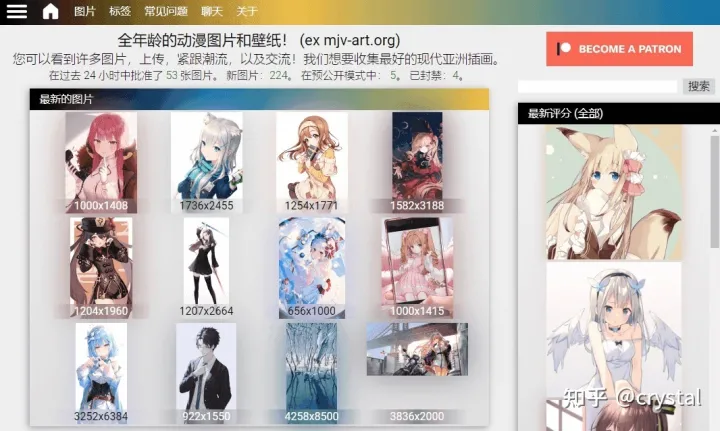 图片 标签 常见问题 聊天 关于
全年龄的动漫图片和壁纸! (ex mjv-art.org)
您可以看到许多图片,上传,紧跟潮流,以及交流!我们想要收集最好的现代亚洲插画。
在过去 24 小时中批准了 53 张图片。 新图片:224。 在预公开模式中: 5。 已封禁:4。
BECOME A PATRON
搜索
最新的图片
最新评分 (全部)
1000x1408 1736x2455 1254x1771 1582x3188
1204x1960 1207x2664 656x1000 1000x1415
3252x6384 922x1550 4258x8500 3836x2000
知乎 @crystal